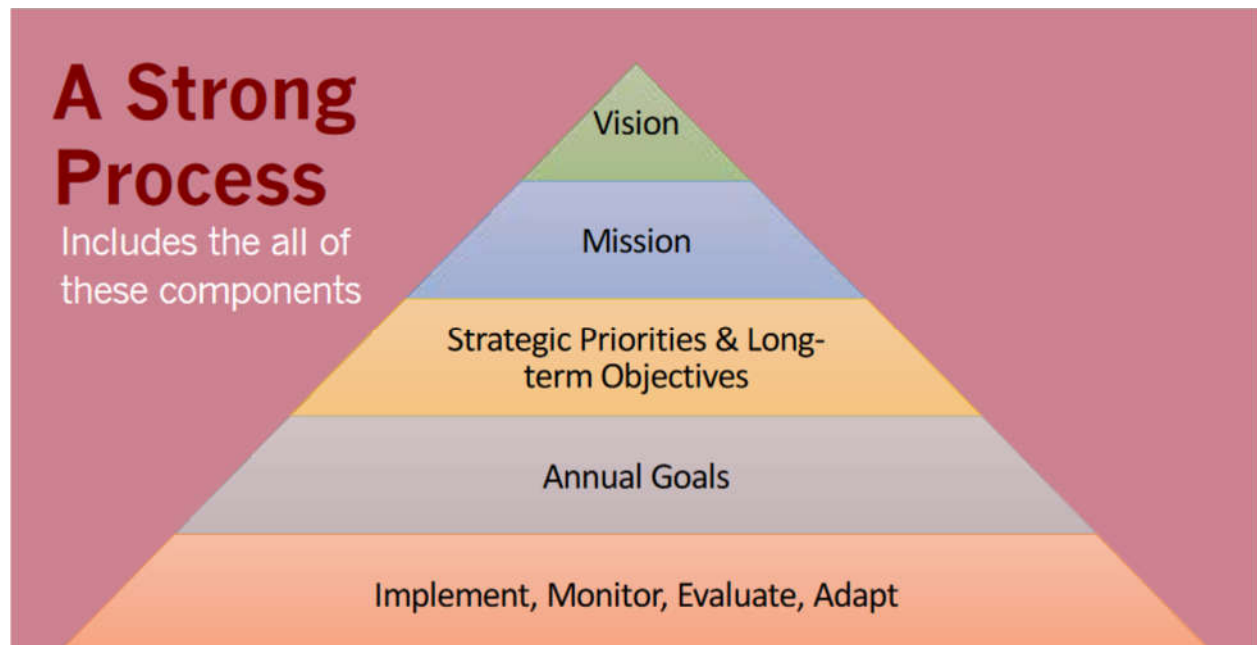 A Strong
Process
Includes the all of
these components
Vision
Mission
Strategic Priorities & Long-
term Objectives
Annual Goals
Implement, Monitor, Evaluate, Adapt